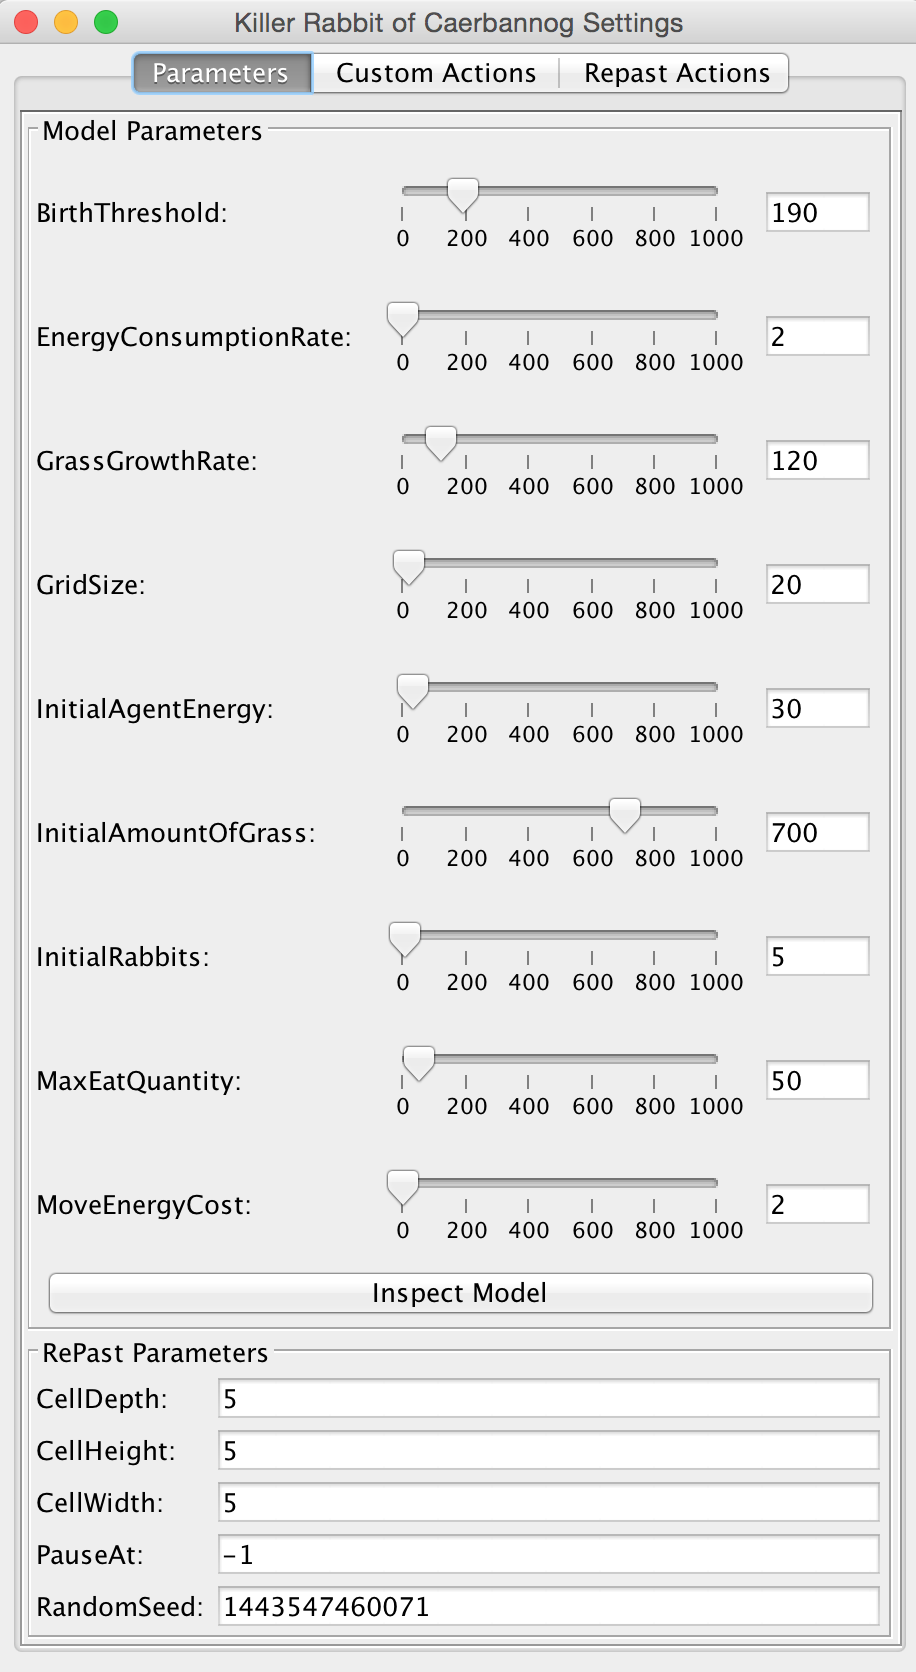 Killer Rabbit of Caerbannog Settings
Parameters Custom Actions Repast Actions
Model Parameters
BirthThreshold: 190
0 200 400 600 800 1000
EnergyConsumptionRate: 2
0 200 400 600 800 1000
GrassGrowthRate: 120
0 200 400 600 800 1000
GridSize: 20
0 200 400 600 800 1000
InitialAgentEnergy: 30
0 200 400 600 800 1000
InitialAmountOfGrass: 700
0 200 400 600 800 1000
InitialRabbits: 5
0 200 400 600 800 1000
MaxEatQuantity: 50
0 200 400 600 800 1000
MoveEnergyCost: 2
0 200 400 600 800 1000
Inspect Model
RePast Parameters
CellDepth: 5
CellHeight: 5
CellWidth: 5
PauseAt: -1
RandomSeed: 1443547460071